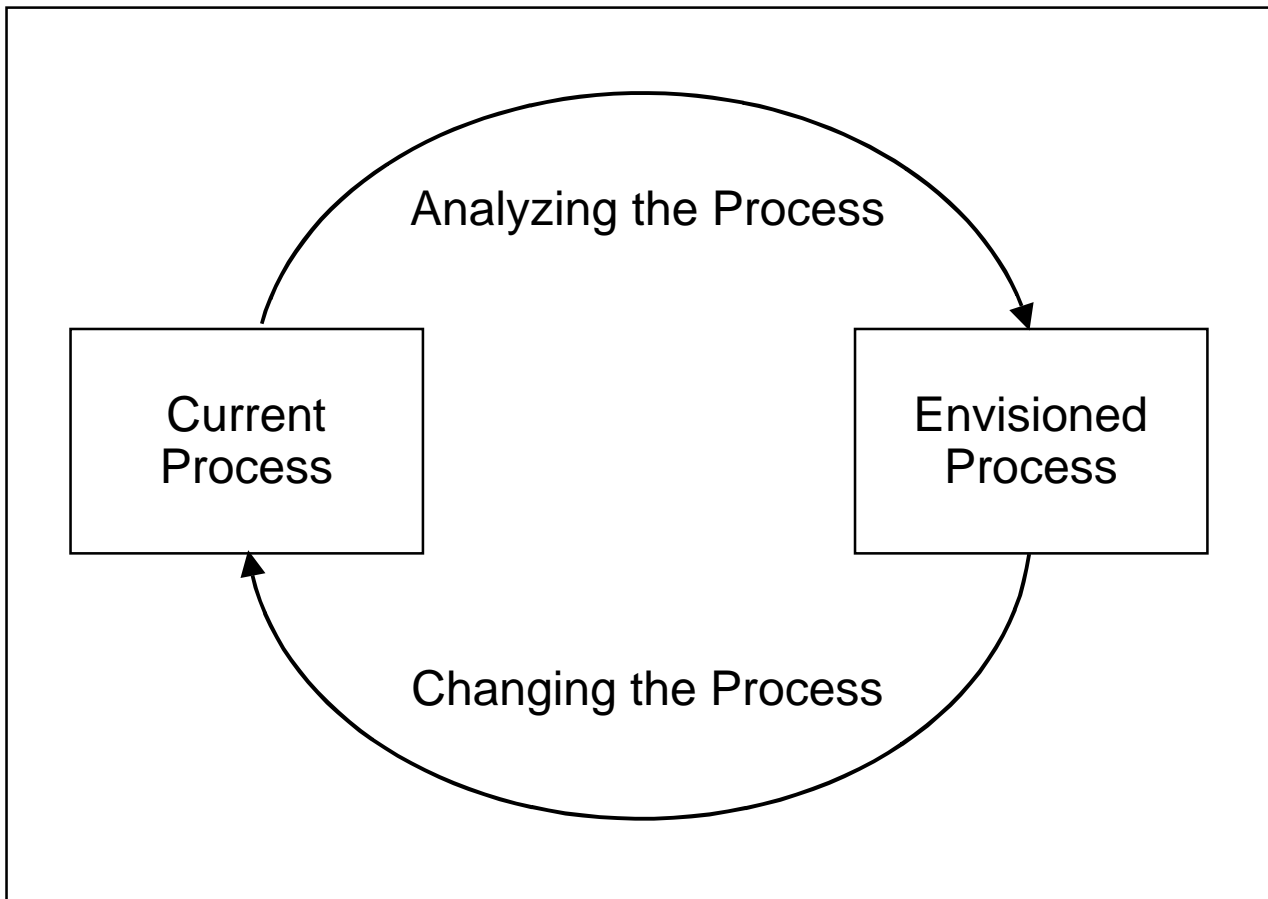 Analyzing the Process
Current
Process
Envisioned
Process
Changing the Process